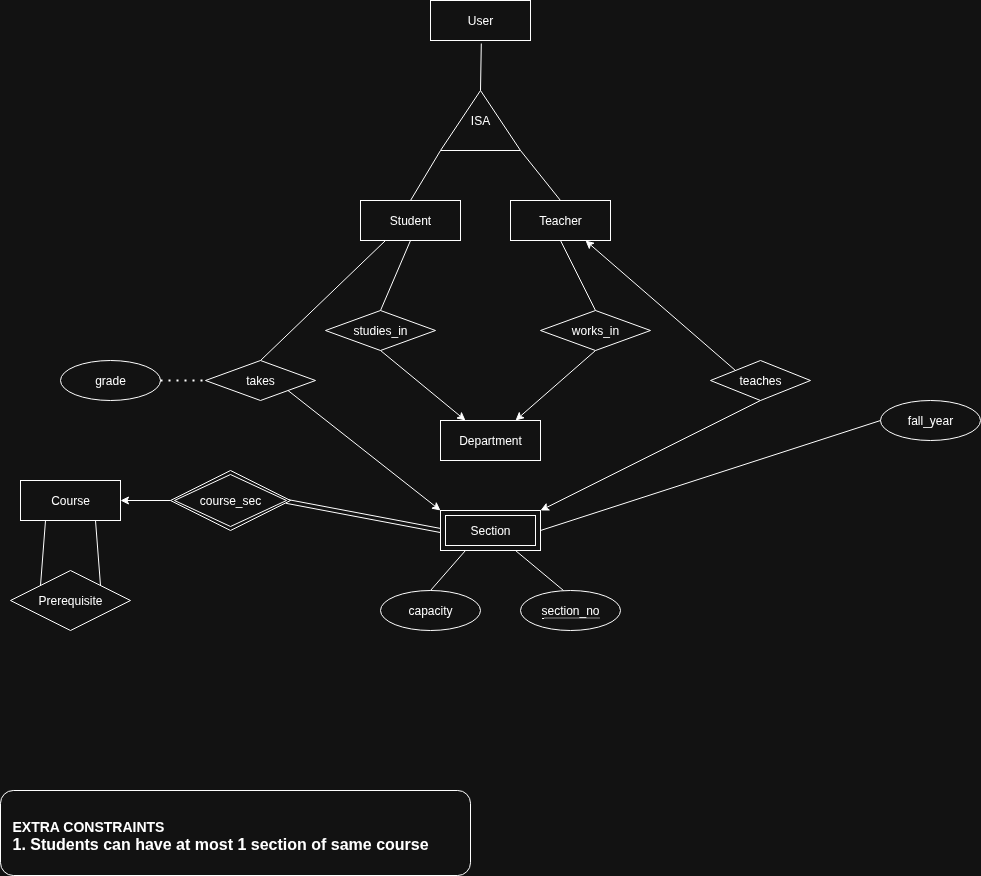 User
ISA
Student
Teacher
studies_in
works_in
grade
takes
teaches
fall_year
Department
Course
course_sec
Section
Prerequisite
capacity
section_no
EXTRA CONSTRAINTS
1. Students can have at most 1 section of same course